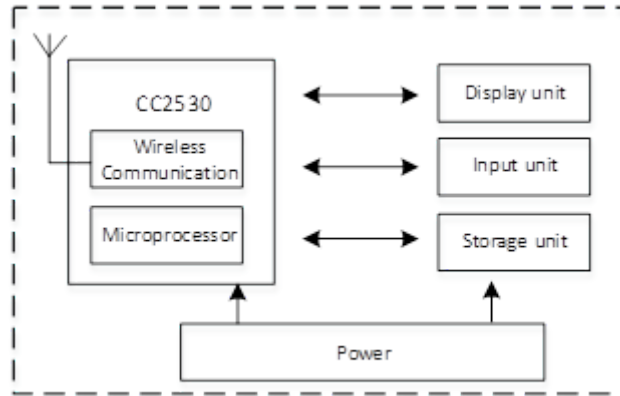 CC2530
Wireless
Communication
Microprocessor
Display unit
Input unit
Storage unit
Power